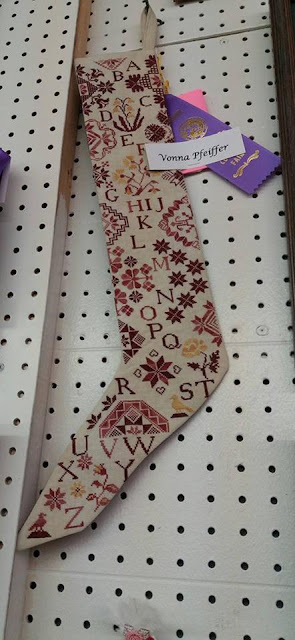 B A
D C
E
Vonna Pfeiffer
G
H I J
K
L
M
N
O
P Q
R S T
U V W
X Y
Z